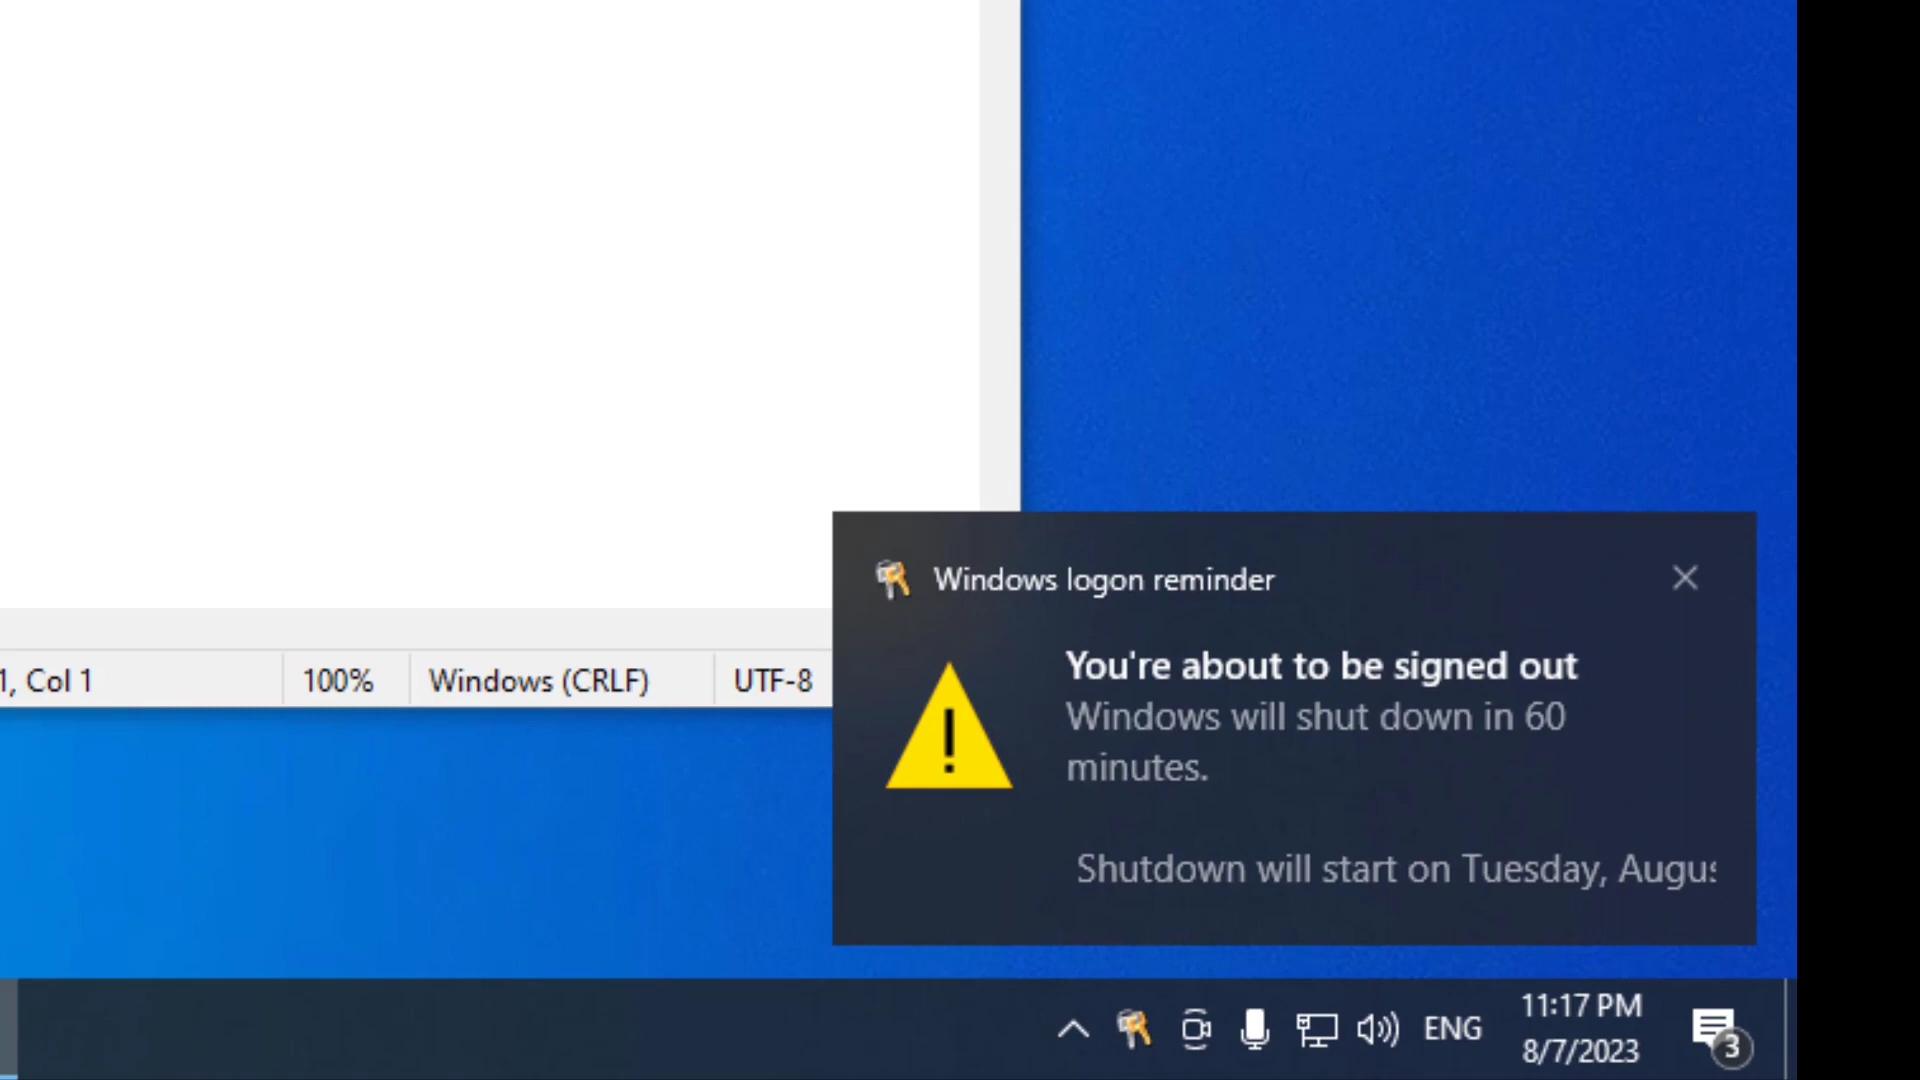 1, Col 1
100%
Windows (CRLF)
UTF-8
Windows logon reminder
You're about to be signed out
Windows will shut down in 60
minutes.
Shutdown will start on Tuesday, Augus
ENG
11:17 PM
8/7/2023
3